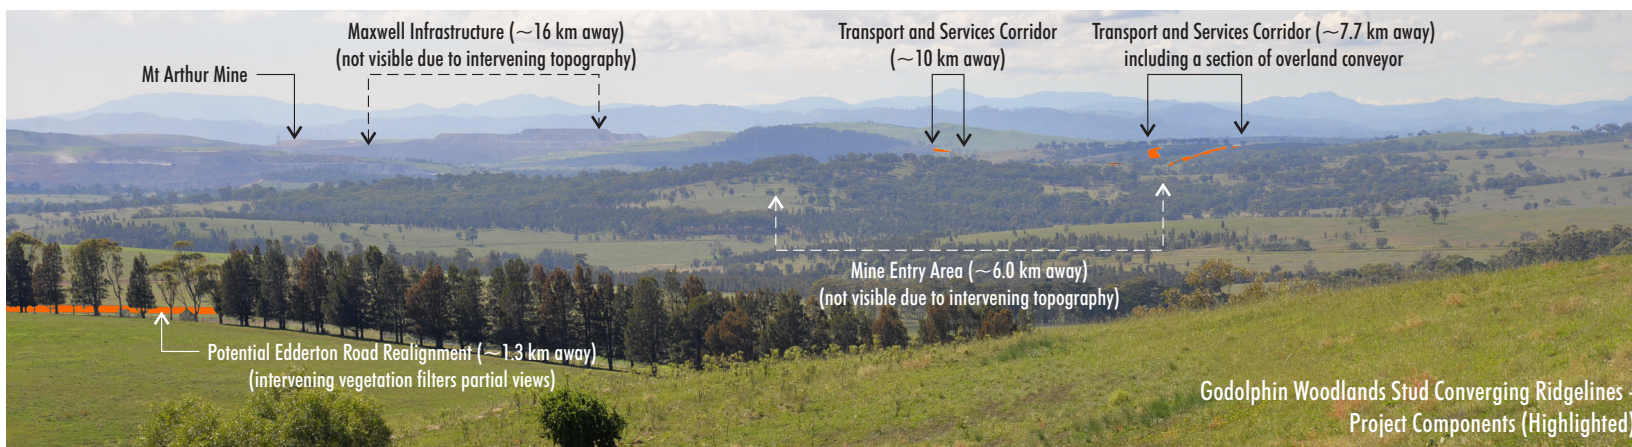 Maxwell Infrastructure (~16 km away)
(not visible due to intervening topography)
Mt Arthur Mine
Transport and Services Corridor
(~10 km away)
Transport and Services Corridor (~7.7 km away)
including a section of overland conveyor
Mine Entry Area (~6.0 km away)
(not visible due to intervening topography)
Potential Edderton Road Realignment (~1.3 km away)
(intervening vegetation filters partial views)
Godolphin Woodlands Stud Converging Ridgelines -
Project Components (Highlighted)